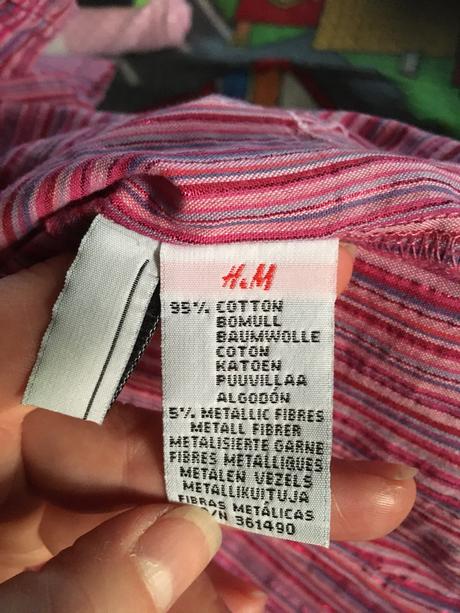 H&M
95% COTTON
BOMULL
BAUMWOLLE
COTON
KATOEN
PUUVILLAA
ALGODÓN
5% METALLIC FIBRES
METALL FIBRER
METALISIERTE GARNE
FIBRES METALLIQUES
METALEN VEZELS
METALLIKUITUJA
FIBRAS METÁLICAS
O/N 361490